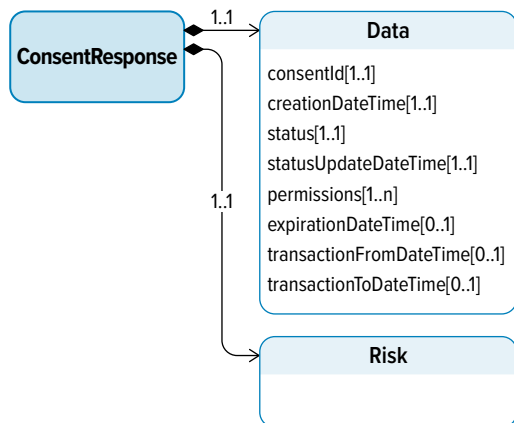 ConsentResponse
1..1
Data
consentId[1..1]
creationDateTime[1..1]
status[1..1]
statusUpdateDateTime[1..1]
permissions[1..n]
expirationDateTime[0..1]
transactionFromDateTime[0..1]
transactionToDateTime[0..1]
1..1
Risk